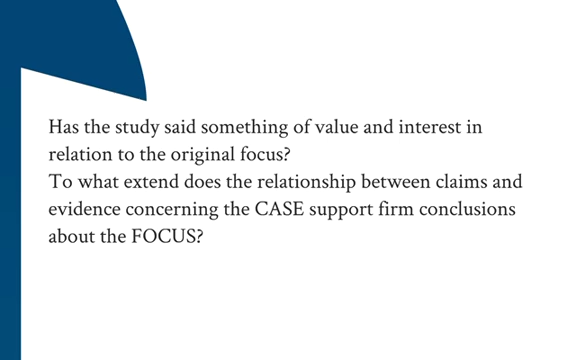 Has the study said something of value and interest in
relation to the original focus?
To what extend does the relationship between claims and
evidence concerning the CASE support firm conclusions
about the FOCUS?